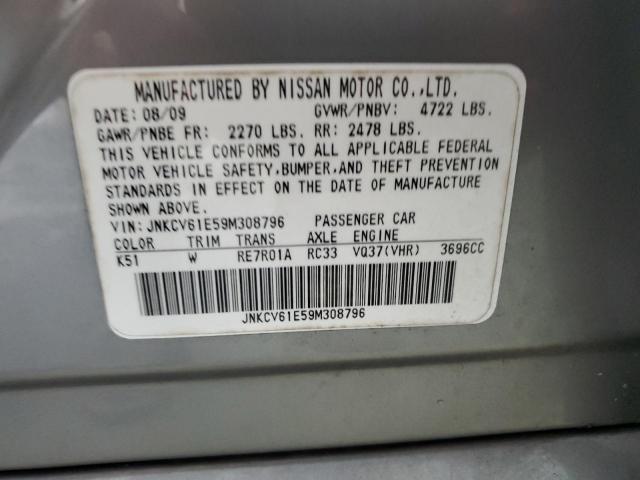 MANUFACTURED BY NISSAN MOTOR CO.,LTD.
DATE: 08/09 GVWR/PNBV: 4722 LBS.
GAWR/PNBE FR: 2270 LBS. RR: 2478 LBS.
THIS VEHICLE CONFORMS TO ALL APPLICABLE FEDERAL
MOTOR VEHICLE SAFETY,BUMPER,AND THEFT PREVENTION
STANDARDS IN EFFECT ON THE DATE OF MANUFACTURE
SHOWN ABOVE.
VIN: JNKCV61E59M308796 PASSENGER CAR
COLOR TRIM TRANS AXLE ENGINE
K51 W RE7R01A RC33 VQ37(VHR) 3696CC
JNKCV61E59M308796